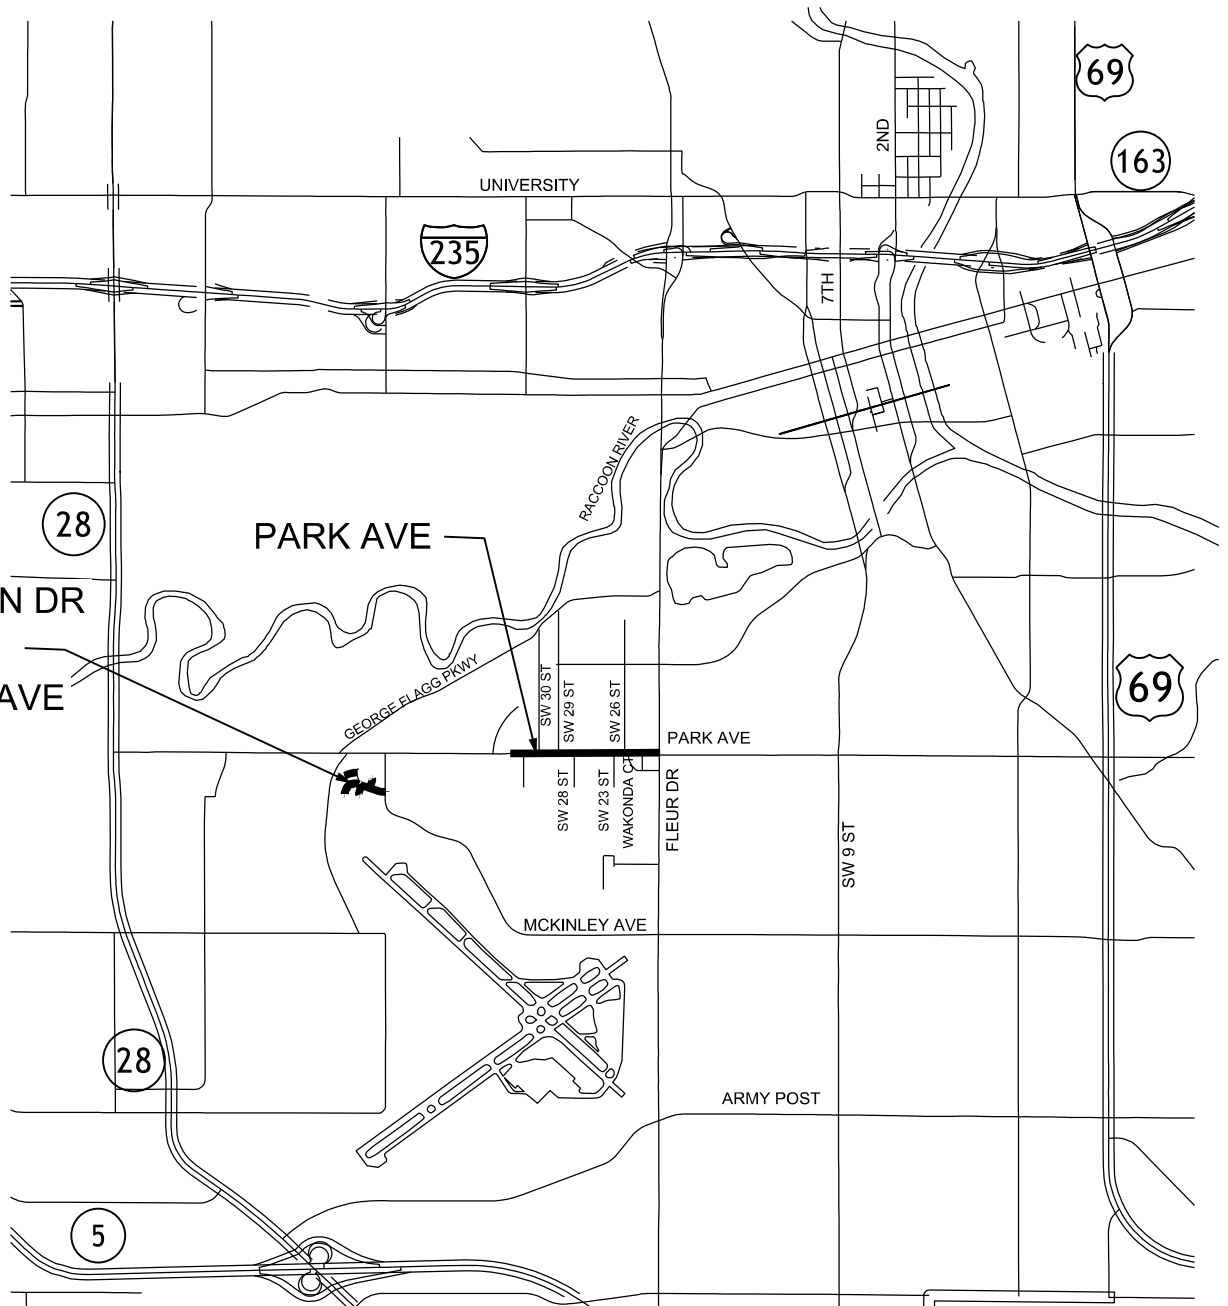 69
163
2ND
UNIVERSITY
235
7TH
RACCOON RIVER
28
PARK AVE
N DR
AVE
GEORGE FLAGG PKWY
SW 30 ST
SW 29 ST
SW 26 ST
69
PARK AVE
SW 28 ST
SW 23 ST
WAKONDA CT
FLEUR DR
SW 9 ST
MCKINLEY AVE
28
ARMY POST
5